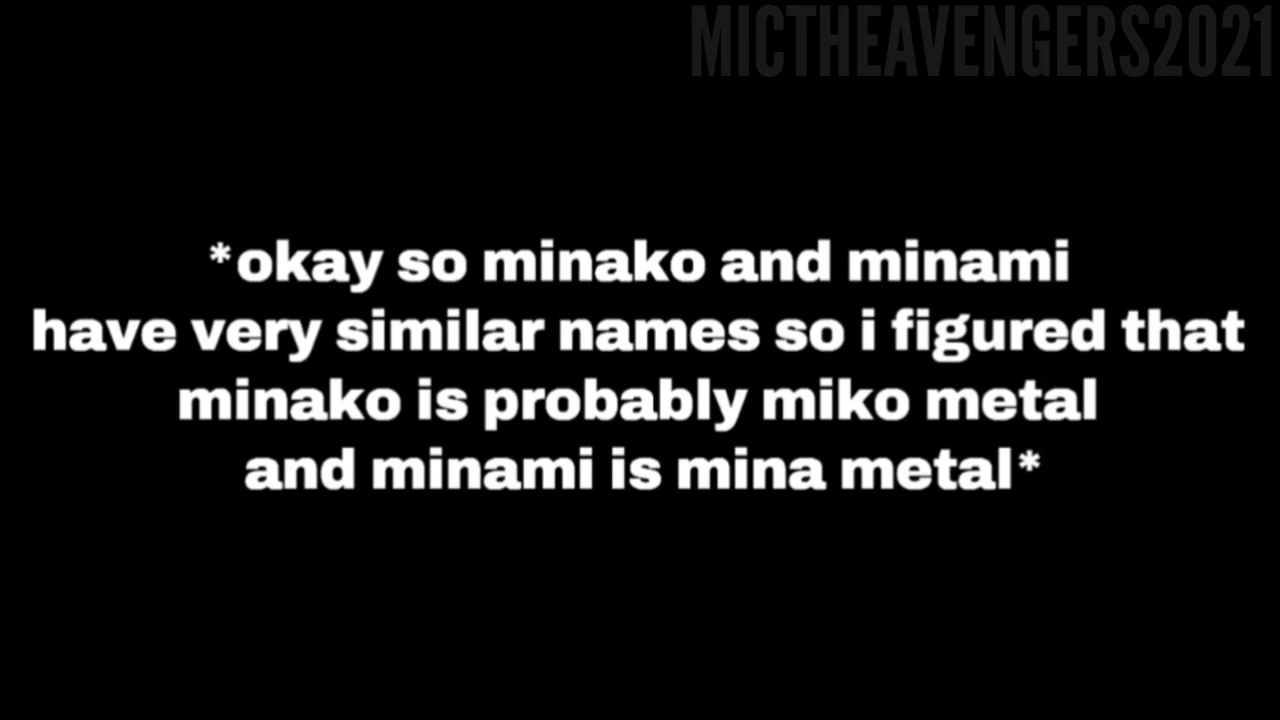 MICTHEAVENGERS2021
*okay so minako and minami
have very similar names so i figured that
minako is probably miko metal
and minami is mina metal*